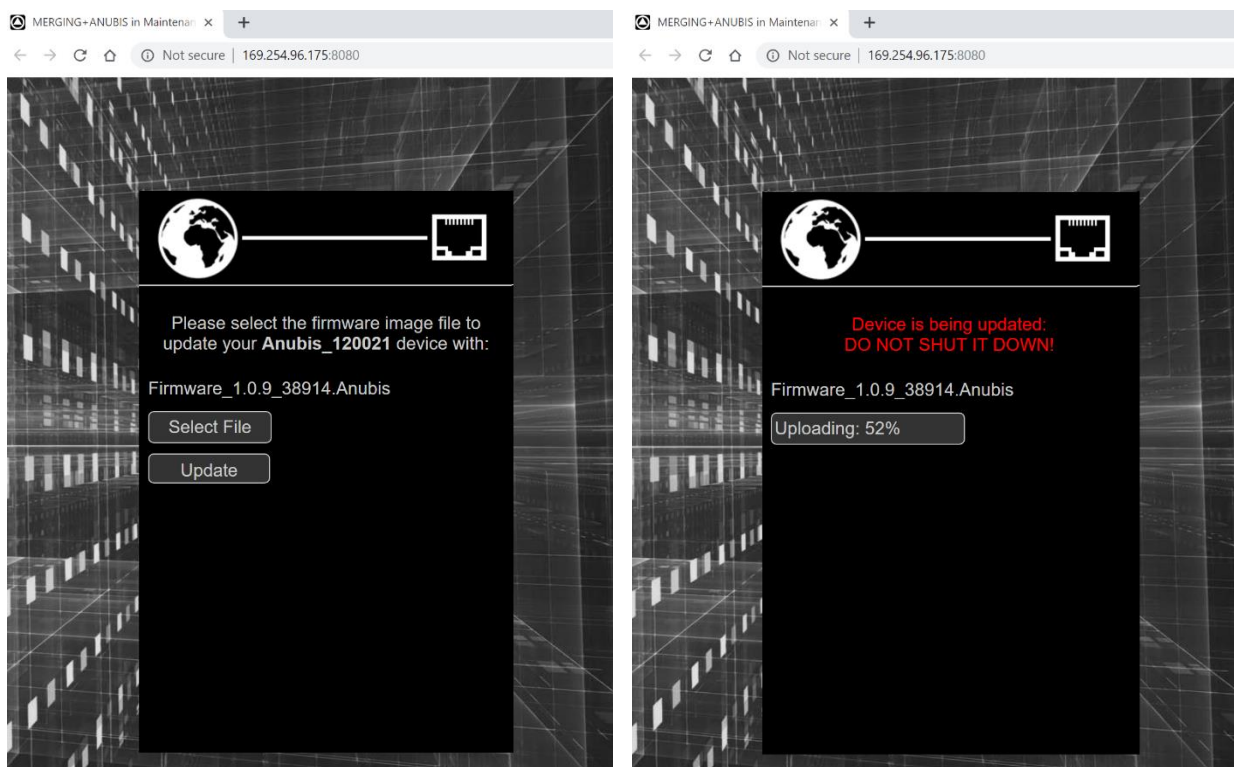 MERGING+ANUBIS in Maintenan
Not secure | 169.254.96.175:8080
Please select the firmware image file to
update your Anubis_120021 device with:
Firmware_1.0.9_38914.Anubis
Select File
Update
MERGING+ANUBIS in Maintenan
Not secure | 169.254.96.175:8080
Device is being updated:
DO NOT SHUT IT DOWN!
Firmware_1.0.9_38914.Anubis
Uploading: 52%